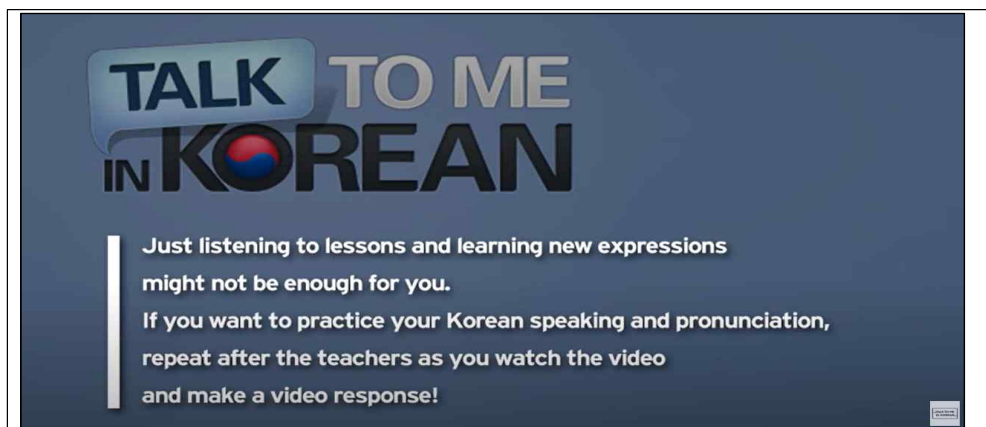 TALK TO ME
IN KOREAN
Just listening to lessons and learning new expressions
might not be enough for you.
If you want to practice your Korean speaking and pronunciation,
repeat after the teachers as you watch the video
and make a video response!